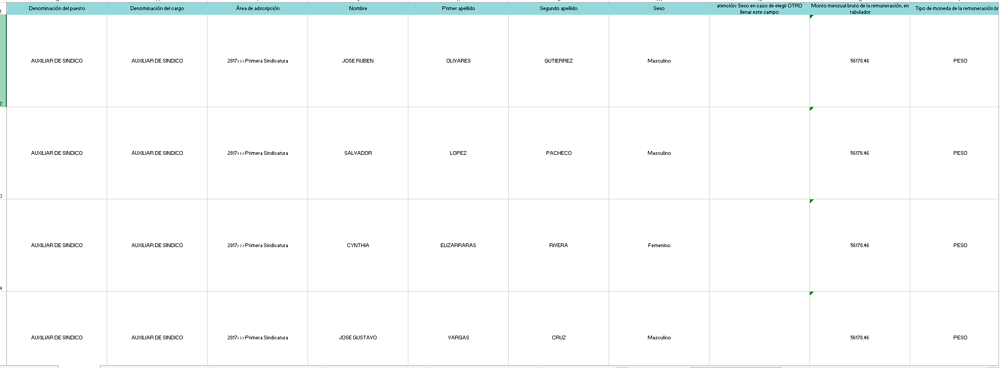 Denominación del puesto
Denominación del cargo
Área de adscripción
Nombre
Primer apellido
Segundo apellido
Sexo
atención: Sexo en caso de elegir OTRO
llenar este campo
Monto mensual bruto de la remuneración, en
tabulador
Tipo de moneda de la remuneración br
1
AUXILIAR DE SINDICO
AUXILIAR DE SINDICO
2817>>>Primera Sindicatura
JOSE RUBEN
OLIVARES
GUTIERREZ
Masculino
56178.46
PESO
2
AUXILIAR DE SINDICO
AUXILIAR DE SINDICO
2817>>>Primera Sindicatura
SALVADOR
LOPEZ
PACHECO
Masculino
56178.46
PESO
3
AUXILIAR DE SINDICO
AUXILIAR DE SINDICO
2817>>>Primera Sindicatura
CYNTHIA
ELIZARRARAS
RIVERA
Femenino
56178.46
PESO
4
AUXILIAR DE SINDICO
AUXILIAR DE SINDICO
2817>>>Primera Sindicatura
JOSE GUSTAVO
VARGAS
CRUZ
Masculino
56178.46
PESO